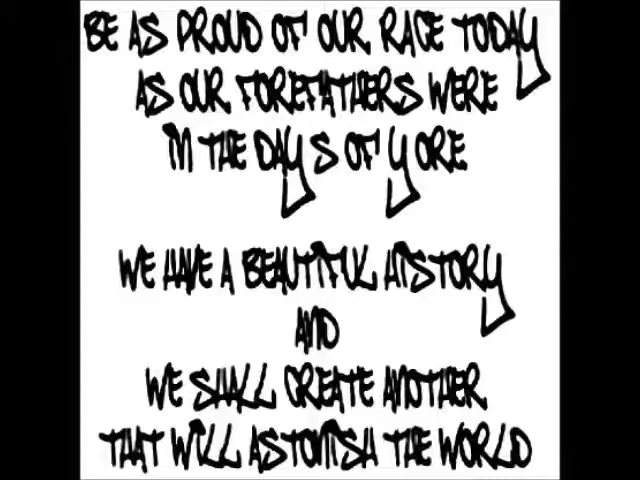 BE AS PROUD OF OUR RACE TODAY
AS OUR FOREFATHERS WERE
IN THE DAYS OF YORE
WE HAVE A BEAUTIFUL HISTORY
AND
WE SHALL CREATE ANOTHER
THAT WILL ASTONISH THE WORLD